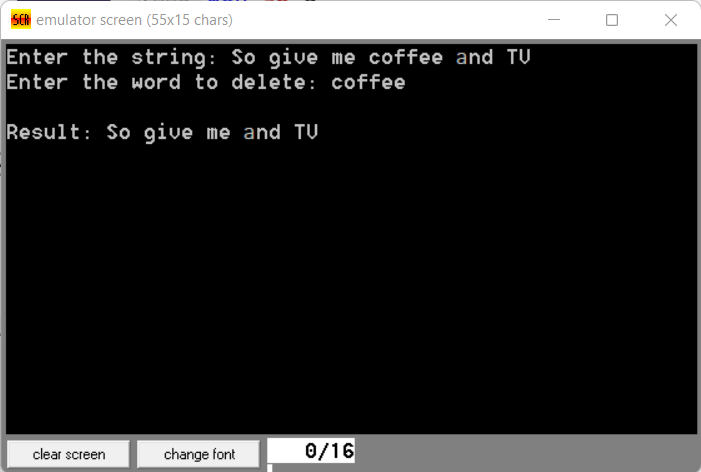 emulator screen (55x15 chars)
Enter the string: So give me coffee and TV
Enter the word to delete: coffee
Result: So give me and TV
clear screen
change font
0/16